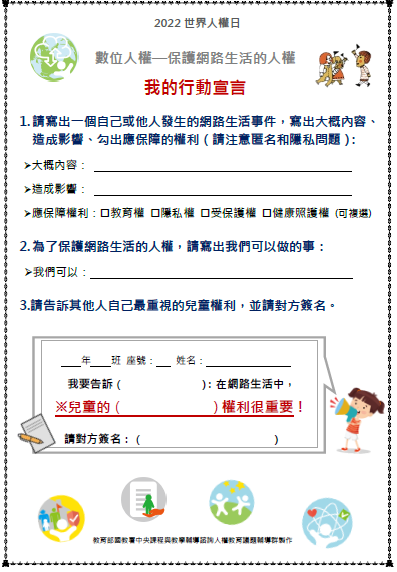 2022 世界人權日
數位人權—保護網路生活的人權
我的行動宣言
1.請寫出一個自己或他人發生的網路生活事件，寫出大概內容、
造成影響、勾出應保障的權利（請注意匿名和隱私問題）：
➢大概內容：
➢造成影響：
➢應保障權利：□教育權 □隱私權 □受保護權 □健康照護權 (可複選)
2.為了保護網路生活的人權，請寫出我們可以做的事：
➢我們可以：
3.請告訴其他人自己最重視的兒童權利，並請對方簽名。
___年___班 座號：___ 姓名：___
我要告訴（ ）：在網路生活中，
※兒童的（ ）權利很重要！
請對方簽名：（ ）
教育部國教署中央課程與教學輔導諮詢人權教育議題輔導群製作